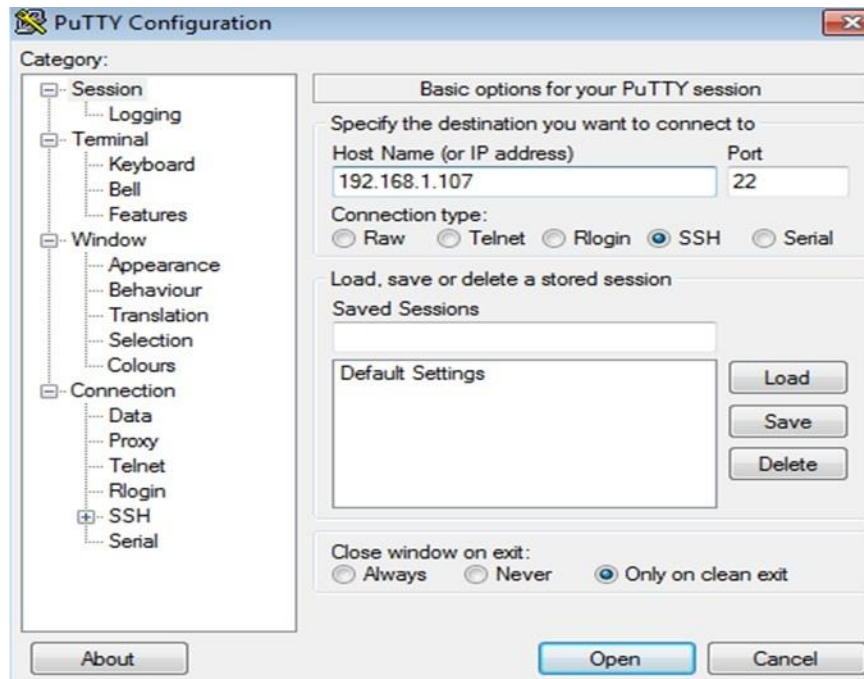 PuTTY Configuration
Category:
Session
Logging
Terminal
Keyboard
Bell
Features
Window
Appearance
Behaviour
Translation
Selection
Colours
Connection
Data
Proxy
Telnet
Rlogin
SSH
Serial
Basic options for your PuTTY session
Specify the destination you want to connect to
Host Name (or IP address) Port
192.168.1.107 22
Connection type:
Raw Telnet Rlogin SSH Serial
Load, save or delete a stored session
Saved Sessions
Default Settings
Load
Save
Delete
Close window on exit:
Always Never Only on clean exit
About Open Cancel